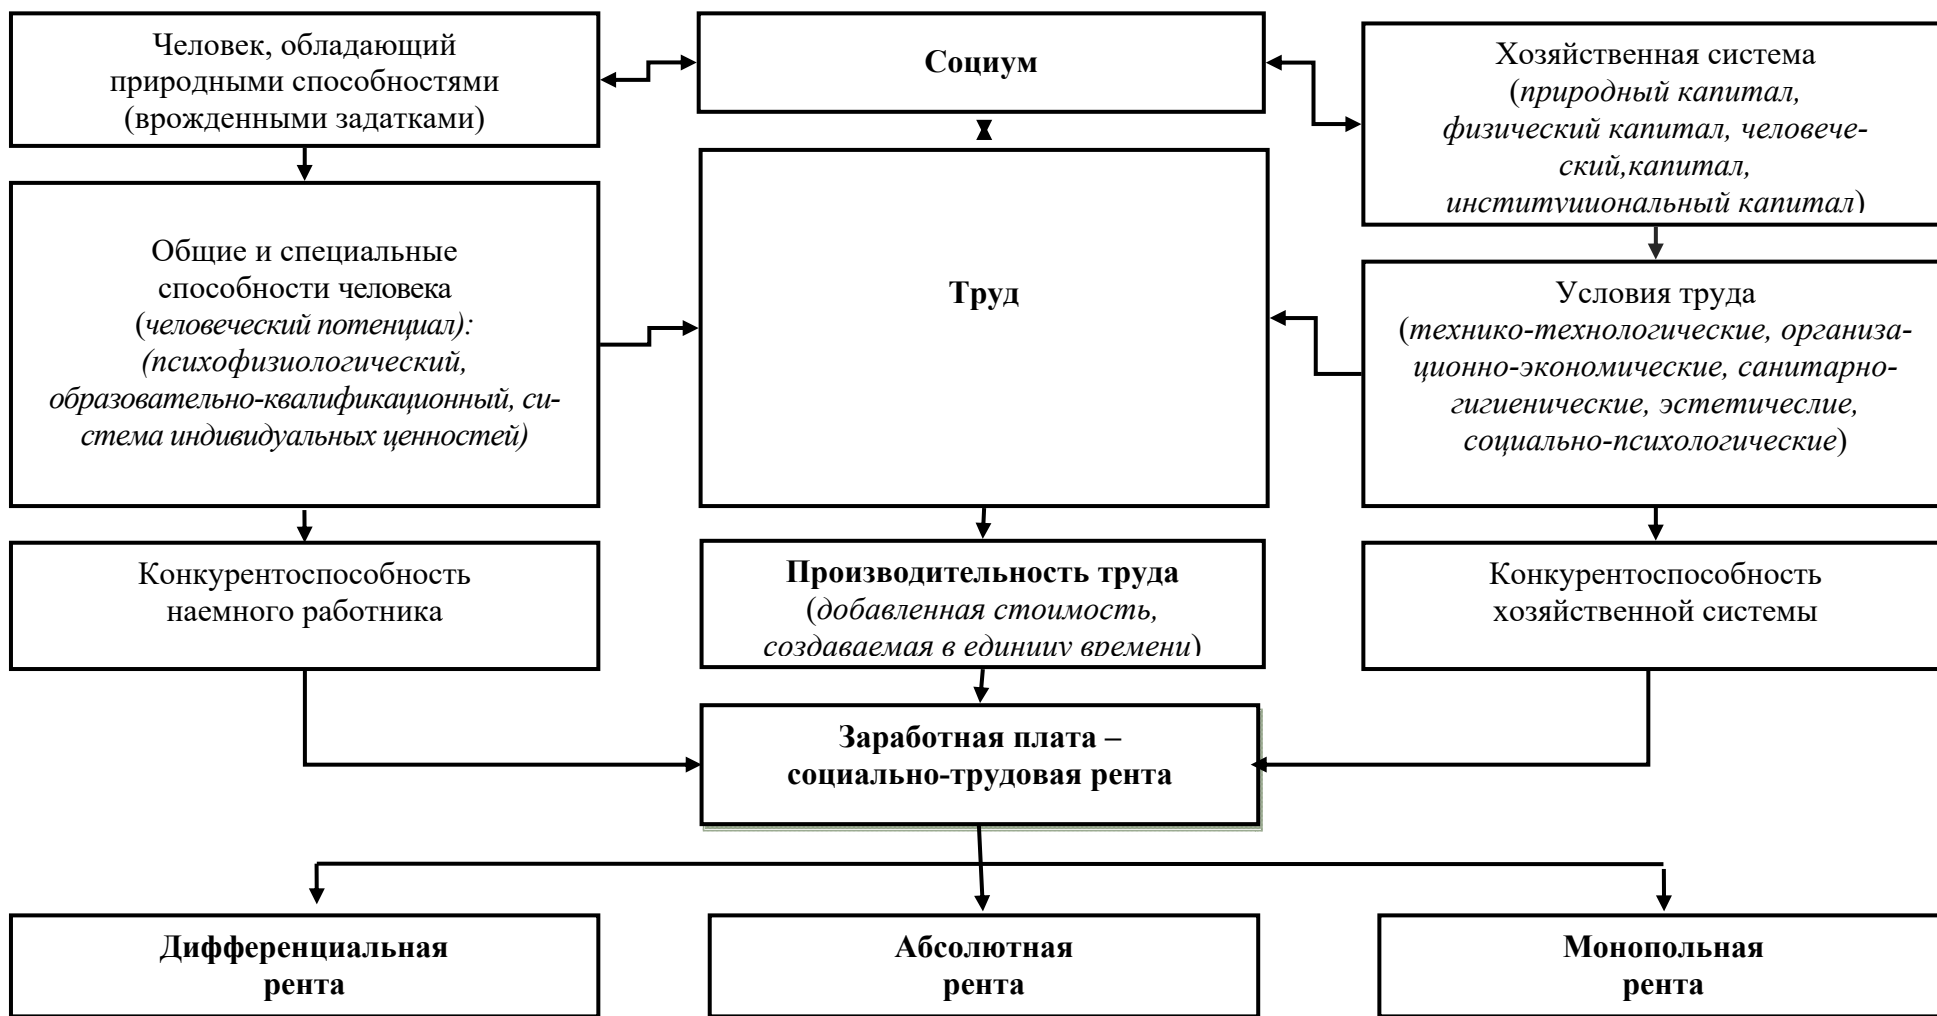 Человек, обладающий
природными способностями
(врожденными задатками)
Социум
Хозяйственная система
(природный капитал,
физический капитал, человече-
ский,капитал,
институциональный капитал)
Общие и специальные
способности человека
(человеческий потенциал):
(психофизиологический,
образовательно-квалификационный, си-
стема индивидуальных ценностей)
Труд
Условия труда
(технико-технологические, организа-
ционно-экономические, санитарно-
гигиенические, эстетичеслие,
социально-психологические)
Конкурентоспособность
наемного работника
Производительность труда
(добавленная стоимость,
создаваемая в единицу времени)
Конкурентоспособность
хозяйственной системы
Заработная плата –
социально-трудовая рента
Дифференциальная
рента
Абсолютная
рента
Монопольная
рента